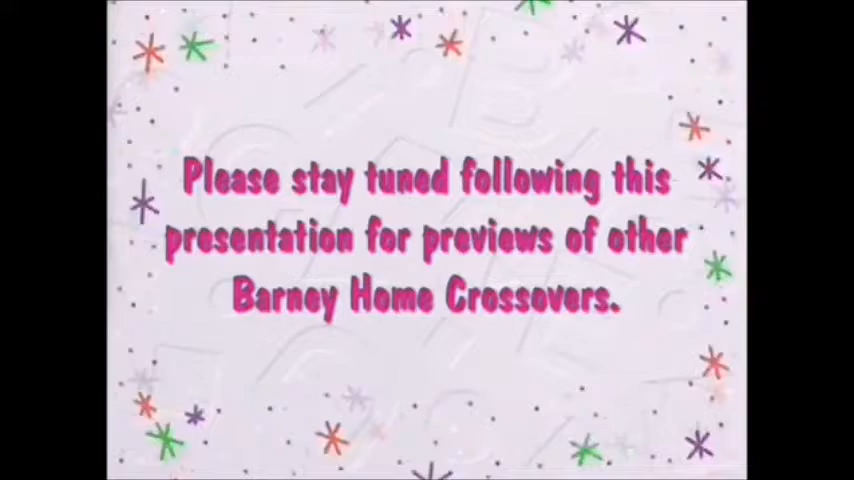 Please stay tuned following this
presentation for previews of other
Barney Home Crossovers.